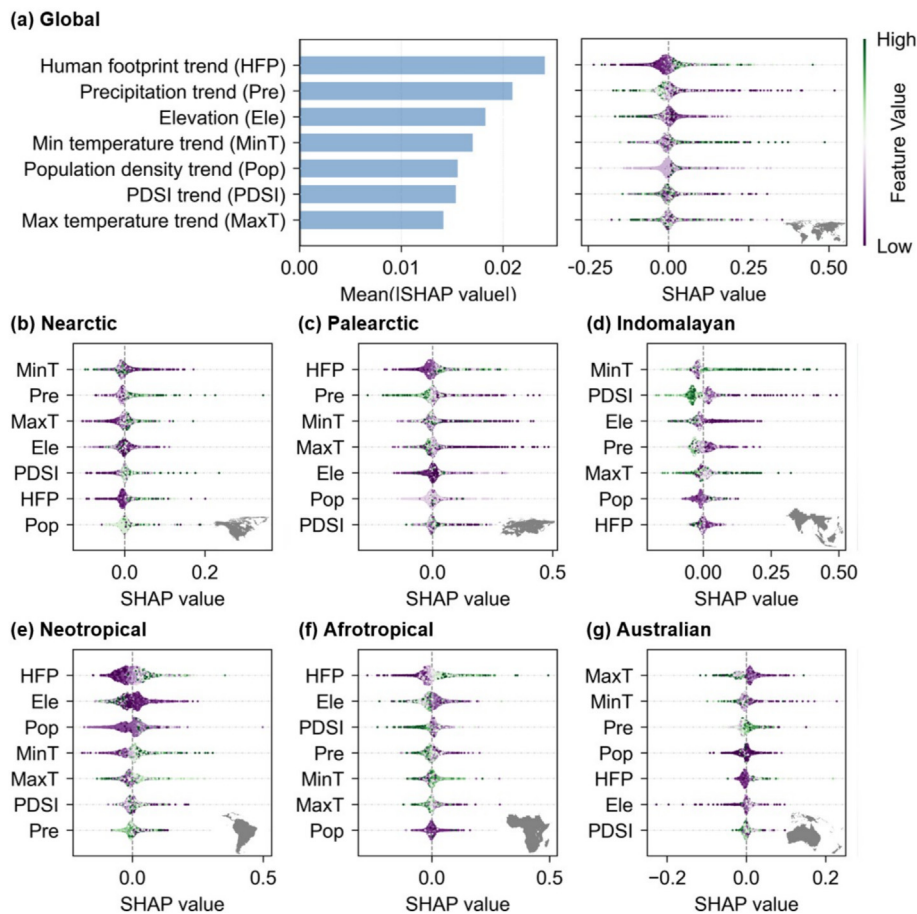 (a) Global
Human footprint trend (HFP)
Precipitation trend (Pre)
Elevation (Ele)
Min temperature trend (MinT)
Population density trend (Pop)
PDSI trend (PDSI)
Max temperature trend (MaxT)
0.00 0.01 0.02
Mean(|SHAP value|)
−0.25 0.00 0.25 0.50
SHAP value
High
Feature Value
Low
(b) Nearctic
MinT
Pre
MaxT
Ele
PDSI
HFP
Pop
0.0 0.2
SHAP value
(c) Palearctic
HFP
Pre
MinT
MaxT
Ele
Pop
PDSI
0.0 0.5
SHAP value
(d) Indomalayan
MinT
PDSI
Ele
Pre
MaxT
Pop
HFP
0.00 0.25 0.50
SHAP value
(e) Neotropical
HFP
Ele
Pop
MinT
MaxT
PDSI
Pre
0.0 0.5
SHAP value
(f) Afrotropical
HFP
Ele
PDSI
Pre
MinT
MaxT
Pop
0.0 0.5
SHAP value
(g) Australian
MaxT
MinT
Pre
Pop
HFP
Ele
PDSI
−0.2 0.0 0.2
SHAP value